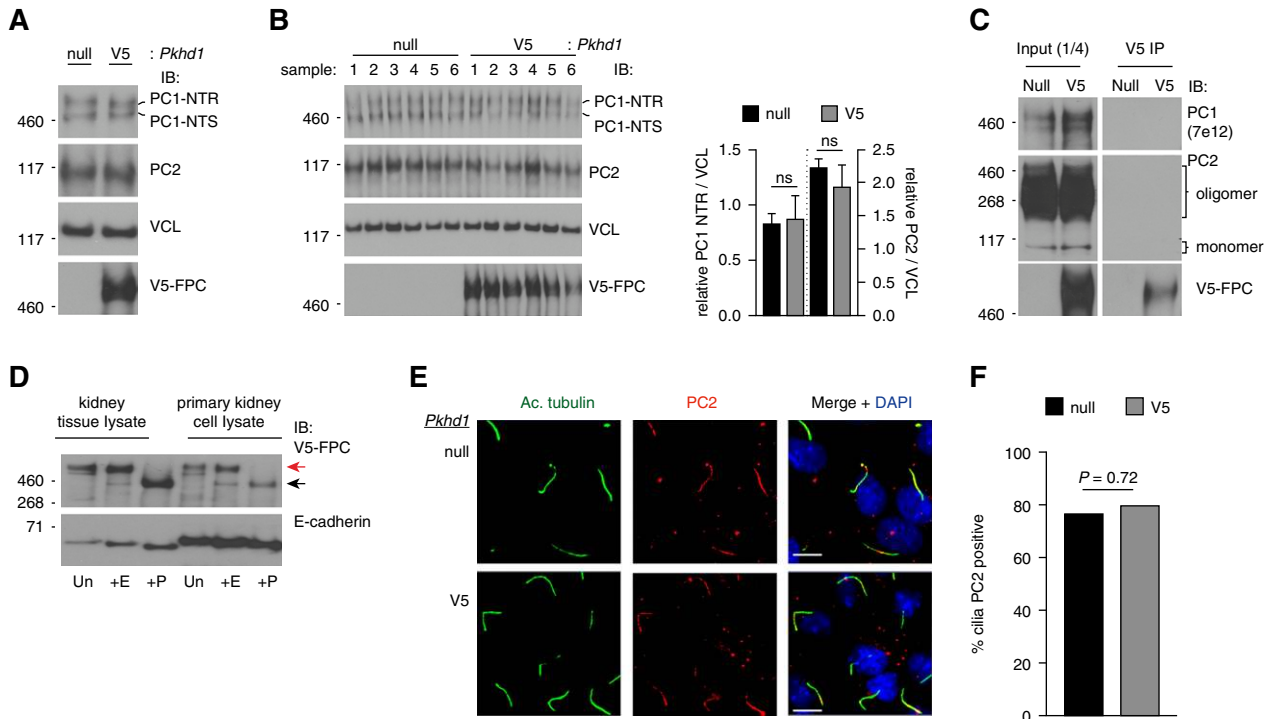 A
null V5 : Pkhd1
IB:
PC1-NTR
PC1-NTS
460 -
117 -
PC2
VCL
117 -
V5-FPC
460 -
B
null V5 : Pkhd1
sample: 1 2 3 4 5 6 1 2 3 4 5 6 IB:
PC1-NTR
460 -
PC1-NTS
117 -
PC2
VCL
117 -
V5-FPC
460 -
null V5
relative PC1 NTR / VCL
1.5
1.0
0.5
0.0
ns
ns
2.5
2.0
1.5
1.0
0.5
0.0
relative PC2 / VCL
C
Input (1/4) V5 IP
Null V5 Null V5 IB:
460 -
PC1
(7e12)
PC2
460 -
oligomer
268 -
117 -
monomer
V5-FPC
460 -
D
kidney
tissue lysate
primary kidney
cell lysate
IB:
V5-FPC
460 -
268 -
71 -
E-cadherin
Un +E +P Un +E +P
E
Ac. tubulin PC2 Merge + DAPI
Pkhd1
null
V5
F
null V5
% cilia PC2 positive
100
80
60
40
20
0
P = 0.72